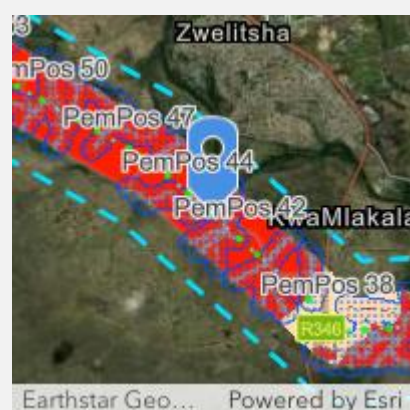 Zwelitsha
PemPos 50
PemPos 47
PemPos 44
PemPos 42
KwaMlakala
PemPos 38
R346
Earthstar Geo... Powered by Esri